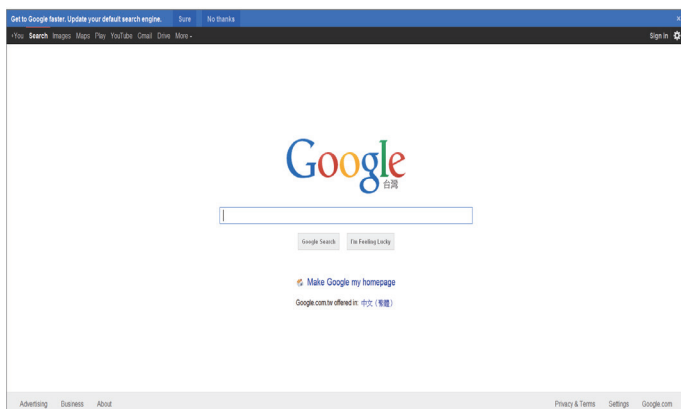 Get to Google faster. Update your default search engine. Sure No thanks x
+You Search Images Maps Play YouTube Gmail Drive More Sign in
Google
台灣
Google Search I'm Feeling Lucky
Make Google my homepage
Google.com.tw offered in: 中文（繁體）
Advertising Business About Privacy & Terms Settings Google.com